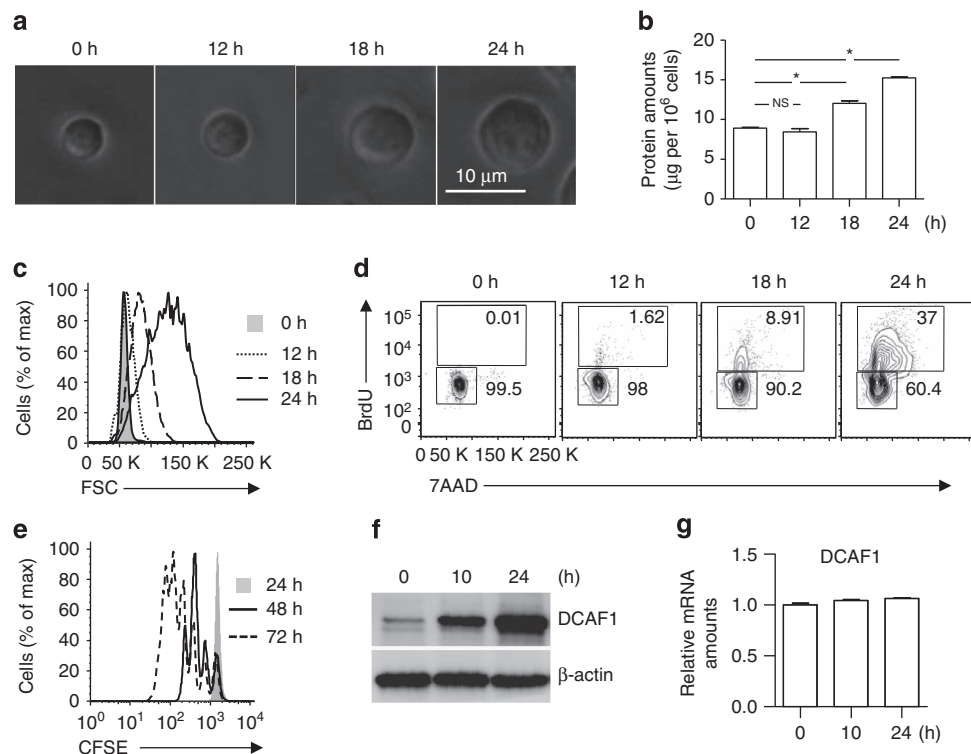 a
0 h 12 h 18 h 24 h
10 μm
b
Protein amounts
(μg per 10⁶ cells)
20
15
10
5
0
*
*
NS
0 12 18 24 (h)
c
Cells (% of max)
100
80
60
40
20
0
0 h
12 h
18 h
24 h
0 50 K 150 K 250 K
FSC
d
0 h 12 h 18 h 24 h
BrdU
10⁵
10⁴
10³
10²
0
0.01 1.62 8.91 37
99.5 98 90.2 60.4
0 50 K 150 K 250 K
7AAD
e
Cells (% of max)
100
80
60
40
20
0
24 h
48 h
72 h
10⁰ 10¹ 10² 10³ 10⁴
CFSE
f
0 10 24 (h)
DCAF1
β-actin
g
DCAF1
Relative mRNA
amounts
1.5
1.0
0.5
0.0
0 10 24 (h)